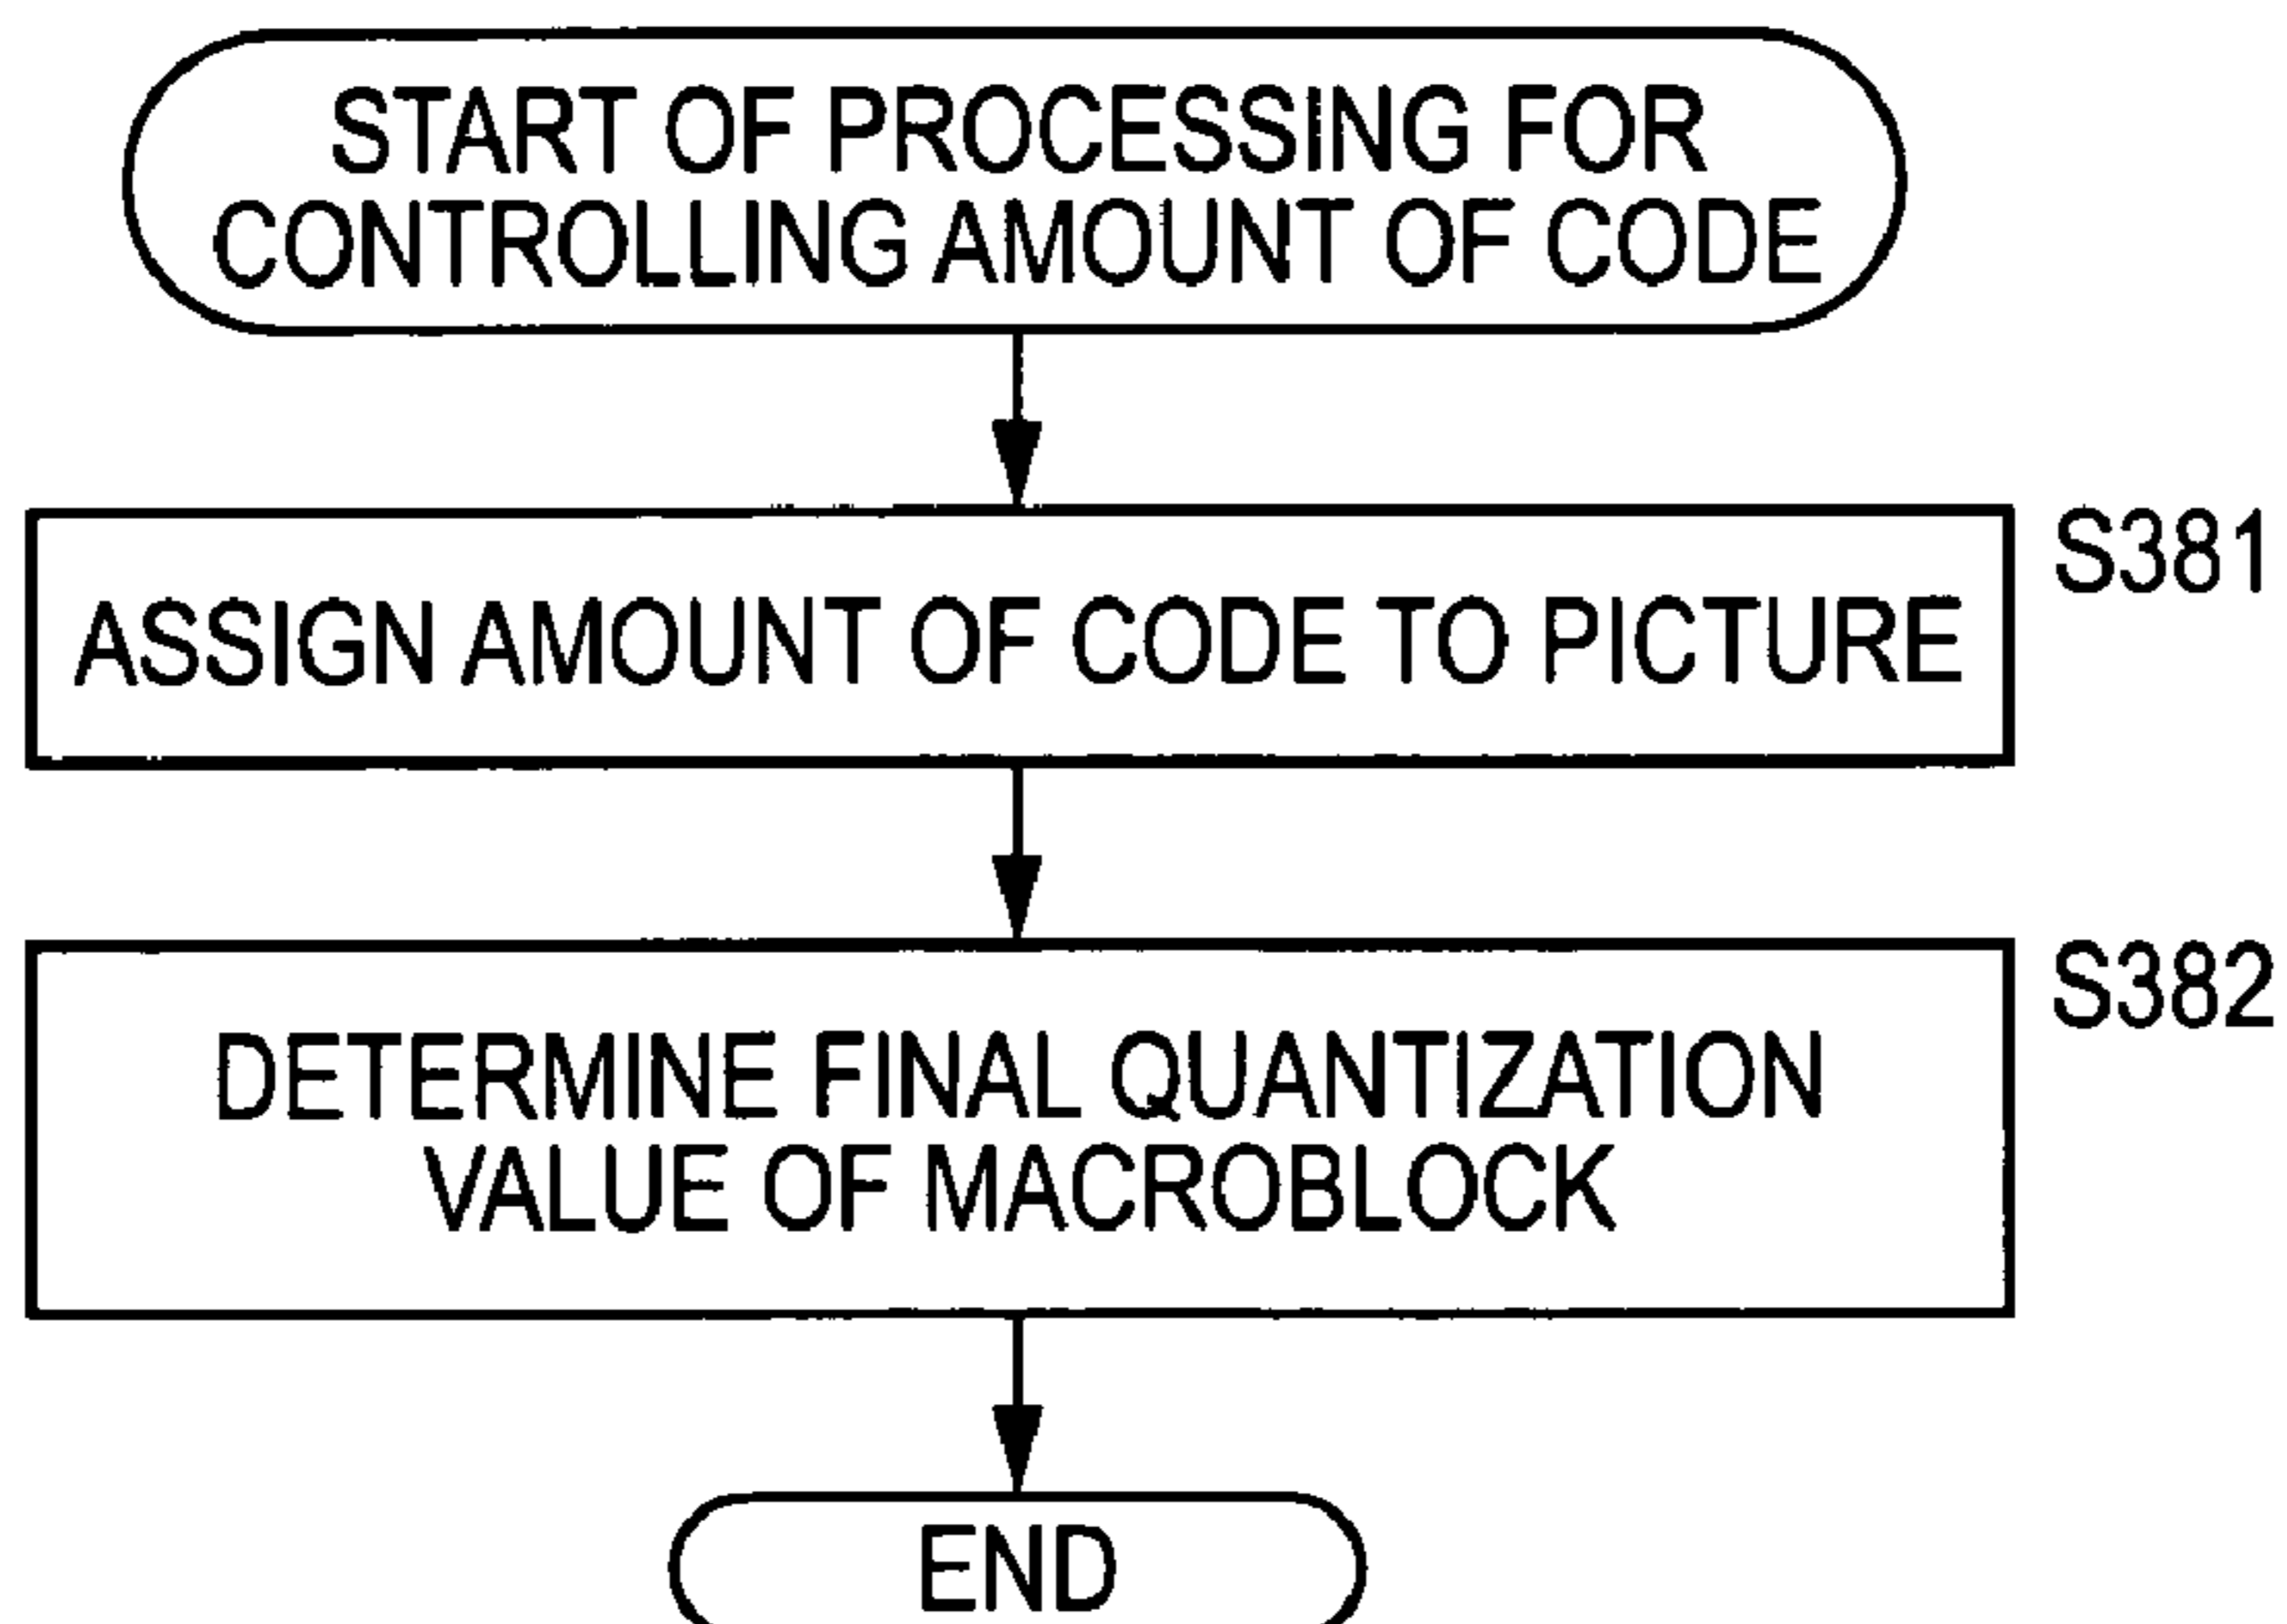 START OF PROCESSING FOR
CONTROLLING AMOUNT OF CODE
S381
ASSIGN AMOUNT OF CODE TO PICTURE
S382
DETERMINE FINAL QUANTIZATION
VALUE OF MACROBLOCK
END